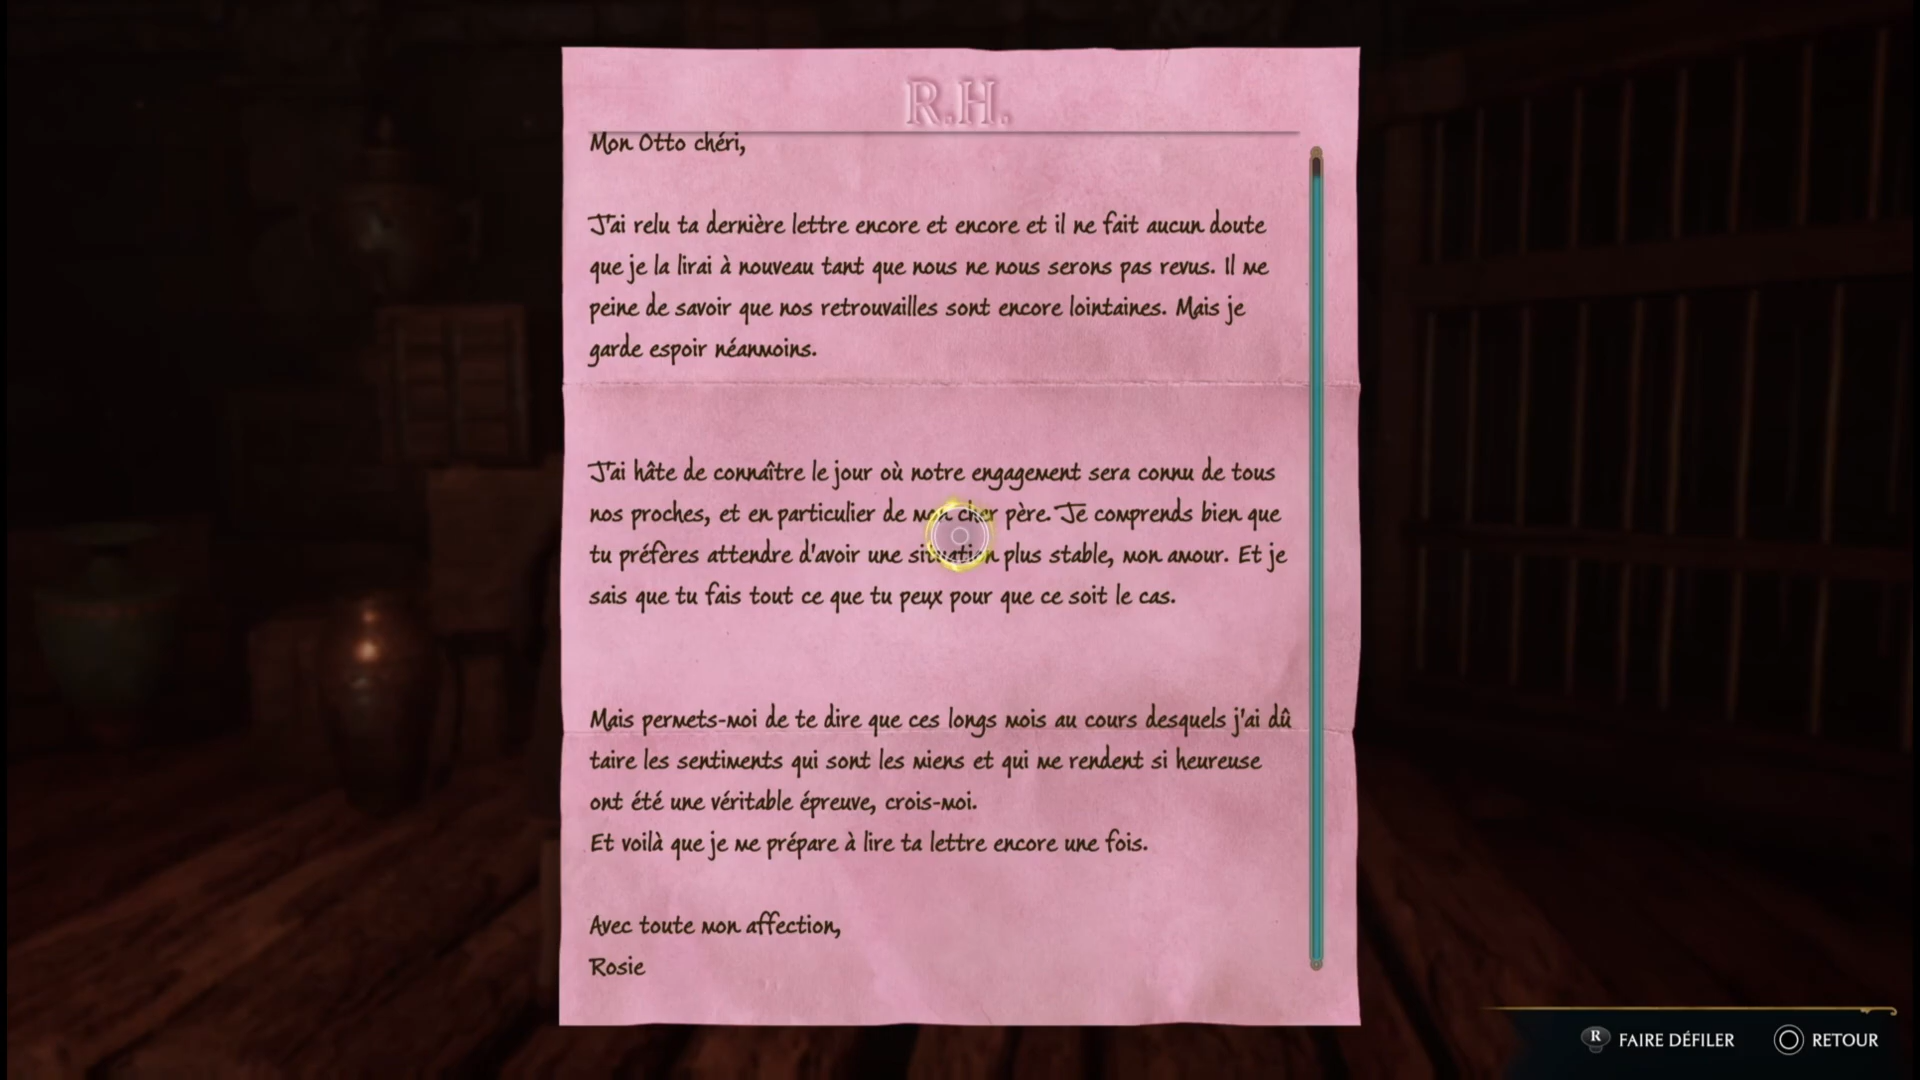 R.H.
Mon Otto chéri,
J'ai relu ta dernière lettre encore et encore et il ne fait aucun doute
que je la lirai à nouveau tant que nous ne nous serons pas revus. Il me
peine de savoir que nos retrouvailles sont encore lointaines. Mais je
garde espoir néanmoins.
J'ai hâte de connaître le jour où notre engagement sera connu de tous
nos proches, et en particulier de mon cher père. Je comprends bien que
tu préfères attendre d'avoir une situation plus stable, mon amour. Et je
sais que tu fais tout ce que tu peux pour que ce soit le cas.
Mais permets-moi de te dire que ces longs mois au cours desquels j'ai dû
taire les sentiments qui sont les miens et qui me rendent si heureuse
ont été une véritable épreuve, crois-moi.
Et voilà que je me prépare à lire ta lettre encore une fois.
Avec toute mon affection,
Rosie
R FAIRE DÉFILER
RETOUR